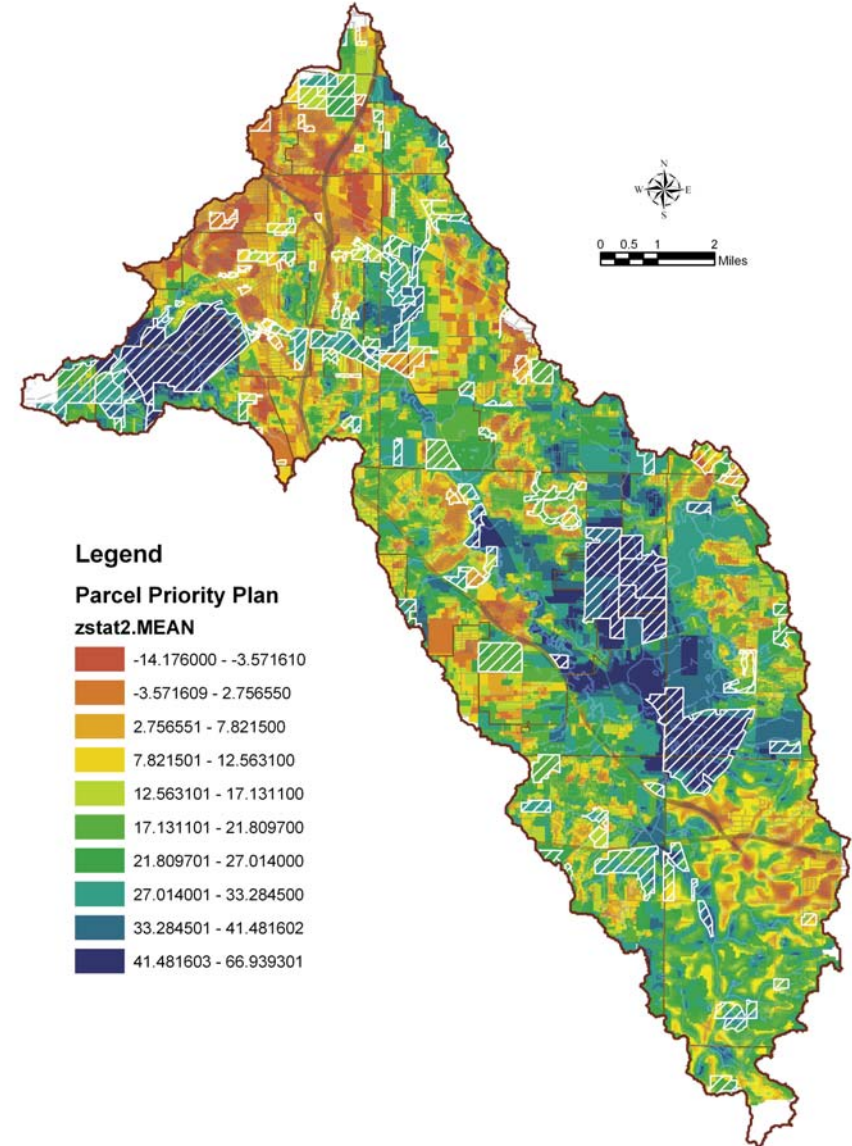 N
W E
S
0 0.5 1 2
Miles
Legend
Parcel Priority Plan
zstat2.MEAN
-14.176000 - -3.571610
-3.571609 - 2.756550
2.756551 - 7.821500
7.821501 - 12.563100
12.563101 - 17.131100
17.131101 - 21.809700
21.809701 - 27.014000
27.014001 - 33.284500
33.284501 - 41.481602
41.481603 - 66.939301